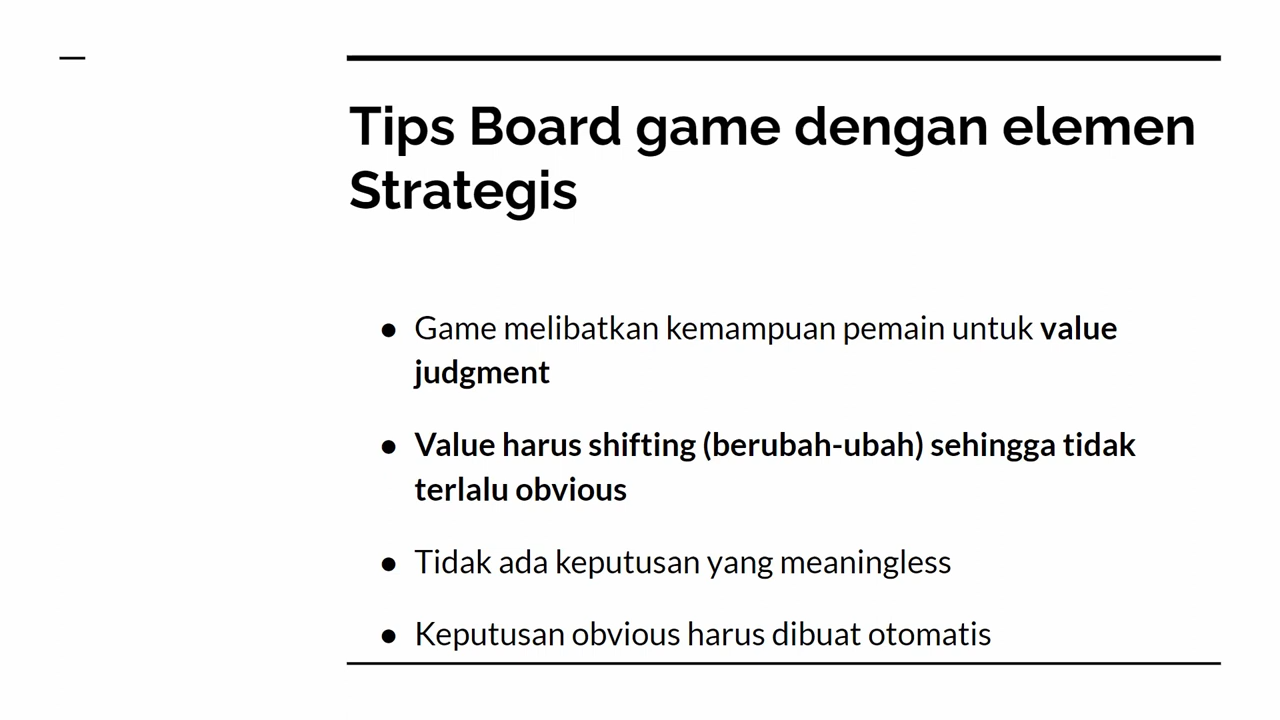 Tips Board game dengan elemen
Strategis
● Game melibatkan kemampuan pemain untuk value
judgment
● Value harus shifting (berubah-ubah) sehingga tidak
terlalu obvious
● Tidak ada keputusan yang meaningless
● Keputusan obvious harus dibuat otomatis